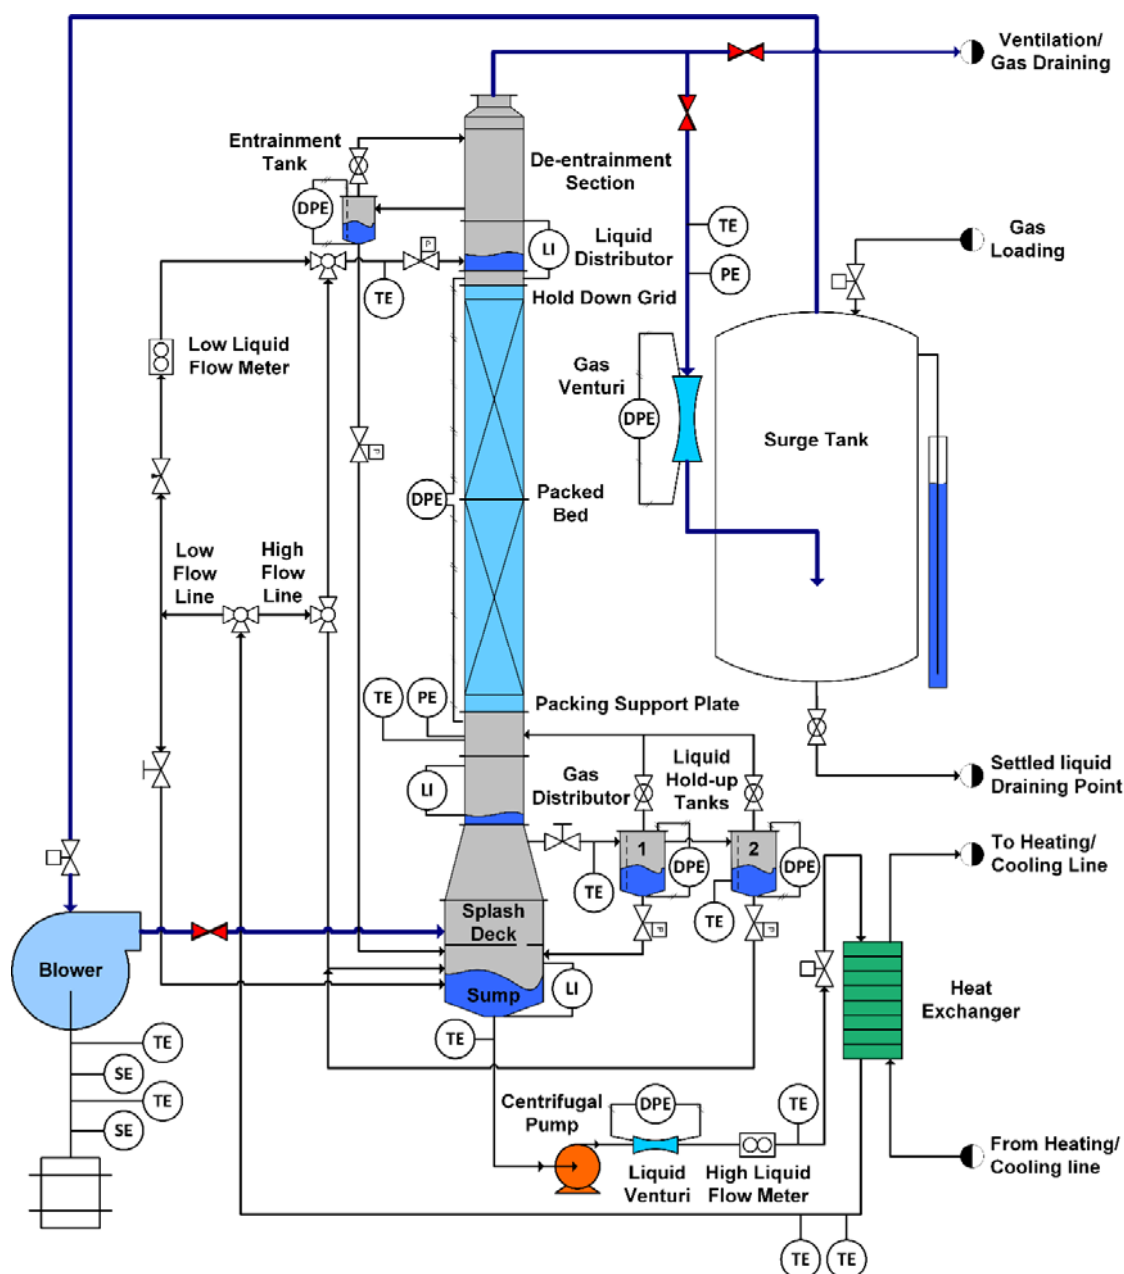 Ventilation/
Gas Draining
Entrainment
Tank
De-entrainment
Section
DPE
TE
Gas
Loading
LI
Liquid
Distributor
PE
TE
Hold Down Grid
Low Liquid
Flow Meter
Gas
Venturi
DPE
Surge Tank
P
P
DPE
Packed
Bed
Low
Flow
Line
High
Flow
Line
TE
PE
Packing Support Plate
Liquid
Hold-up
Tanks
Settled liquid
Draining Point
Gas
Distributor
LI
1
2
DPE
DPE
To Heating/
Cooling Line
TE
TE
Splash
Deck
P
P
Blower
Sump
LI
Heat
Exchanger
TE
TE
SE
TE
SE
Centrifugal
Pump
DPE
TE
From Heating/
Cooling line
Liquid
Venturi
High Liquid
Flow Meter
TE
TE